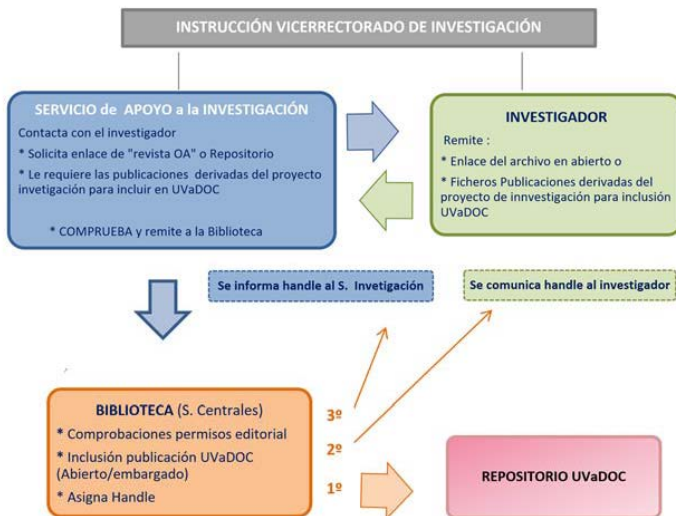 INSTRUCCIÓN VICERRECTORADO DE INVESTIGACIÓN
SERVICIO de APOYO a la INVESTIGACIÓN
Contacta con el investigador
* Solicita enlace de "revista OA" o Repositorio
* Le requiere las publicaciones derivadas del proyecto
invetigación para incluir en UVaDOC
* COMPRUEBA y remite a la Biblioteca
INVESTIGADOR
Remite :
* Enlace del archivo en abierto o
* Ficheros Publicaciones derivadas del
proyecto de innvestigación para inclusión
UVaDOC
Se informa handle al S. Invetigación
Se comunica handle al investigador
BIBLIOTECA (S. Centrales)
* Comprobaciones permisos editorial
* Inclusión publicación UVaDOC
(Abierto/embargado)
* Asigna Handle
3º
2º
1º
REPOSITORIO UVaDOC